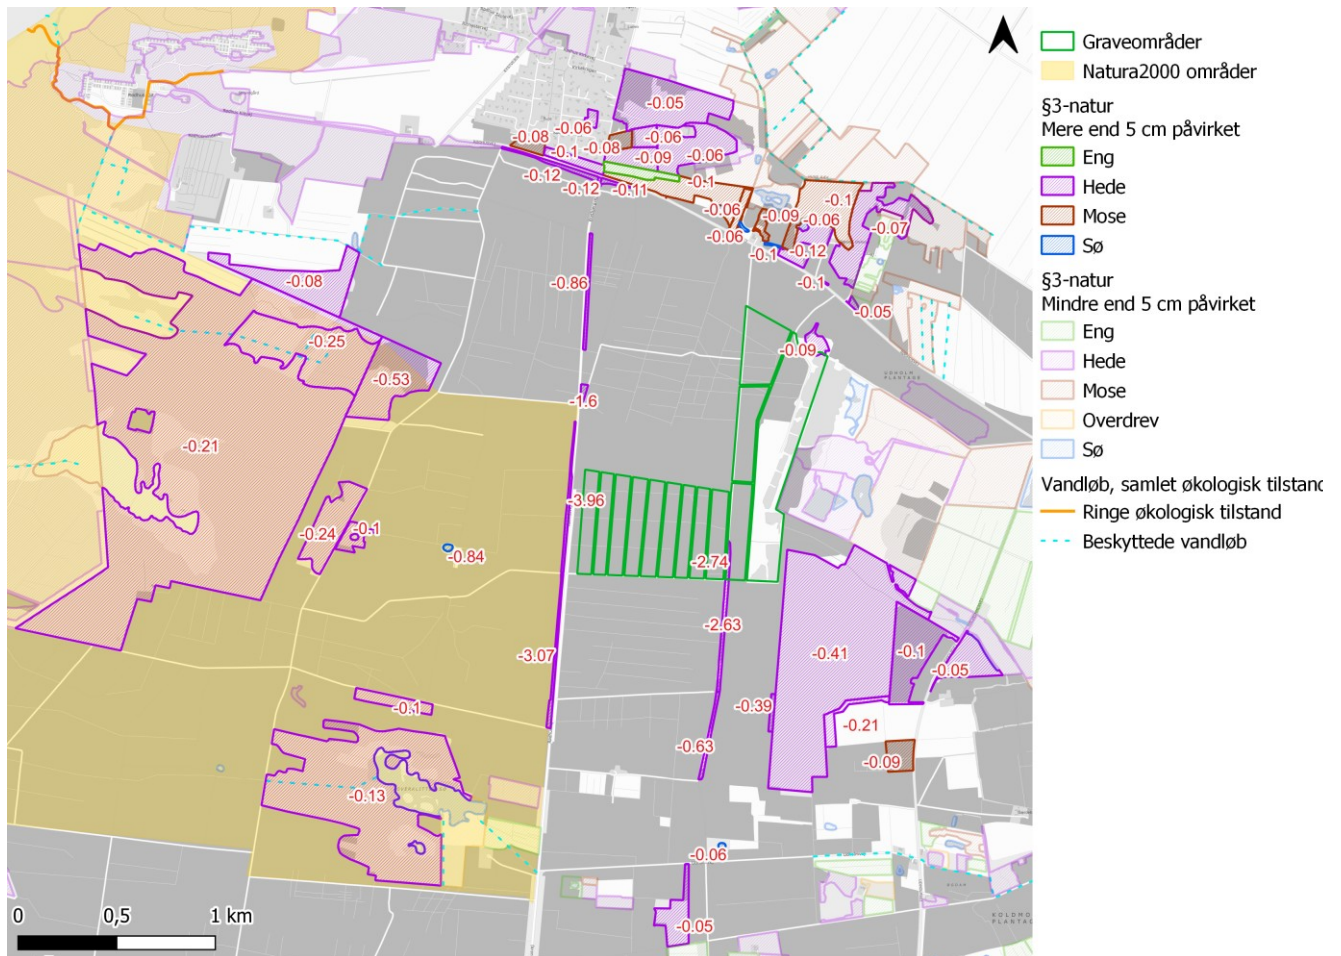 Graveområder
Natura2000 områder
§3-natur
Mere end 5 cm påvirket
Eng
Hede
Mose
Sø
§3-natur
Mindre end 5 cm påvirket
Eng
Hede
Mose
Overdrev
Sø
Vandløb, samlet økologisk tilstand
Ringe økologisk tilstand
Beskyttede vandløb
-0.05
-0.06
-0.08
-0.06
-0.1
-0.08
-0.09
-0.06
-0.12
-0.12
-0.11
-0.1
-0.1
-0.06
-0.09
-0.06
-0.07
-0.06
-0.1
-0.12
-0.1
-0.05
-0.08
-0.86
-0.25
-0.09
-0.53
-1.6
-0.21
-3.96
-0.24
-0.1
-0.84
-2.74
-2.63
-3.07
-0.41
-0.1
-0.05
-0.1
-0.39
-0.21
-0.63
-0.09
-0.13
-0.06
-0.05
PLANTAGE
KOLDMO
PLANTAG
0
0,5
1 km